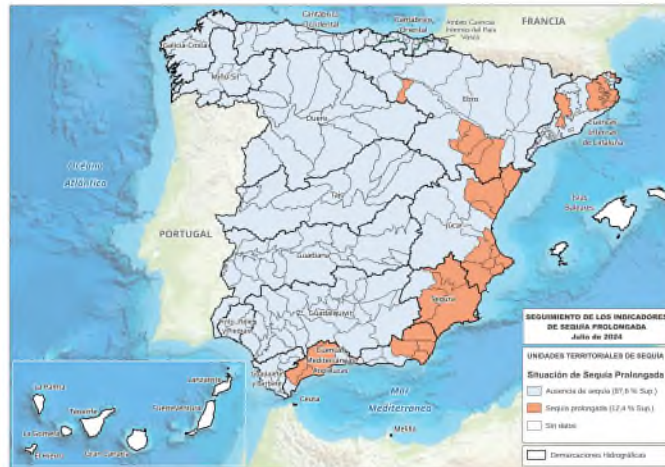 Cantábrico
Occidental
Cantábrico
Oriental
Ámbito Cuencas
Internas del País
Vasco
FRANCIA
Galicia-Costa
Miño-Sil
Ebro
Duero
Cuencas
Internas
de Cataluña
Océano
Atlántico
Tajo
Islas
Baleares
PORTUGAL
Júcar
Guadiana
Segura
Guadalquivir
Tinto, Odiel y
Piedras
Cuencas
Mediterráneas
Andaluzas
Guadalete
y Barbate
Ceuta
Mar
Mediterráneo
Melilla
La Palma
Lanzarote
Tenerife
Fuerteventura
La Gomera
El Hierro
Gran Canaria
SEGUIMIENTO DE LOS INDICADORES
DE SEQUÍA PROLONGADA
Julio de 2024
UNIDADES TERRITORIALES DE SEQUÍA
Situación de Sequía Prolongada
Ausencia de sequía (87,6 % Sup.)
Sequía prolongada (12,4 % Sup.)
Sin datos
Demarcaciones Hidrográficas